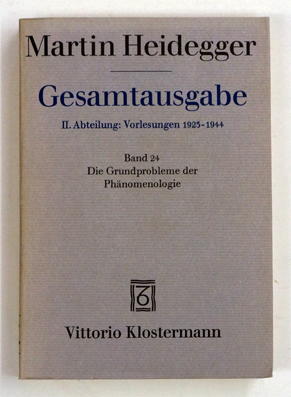 Martin Heidegger
Gesamtausgabe
II. Abteilung: Vorlesungen 1923-1944
Band 24
Die Grundprobleme der
Phänomenologie
Vittorio Klostermann